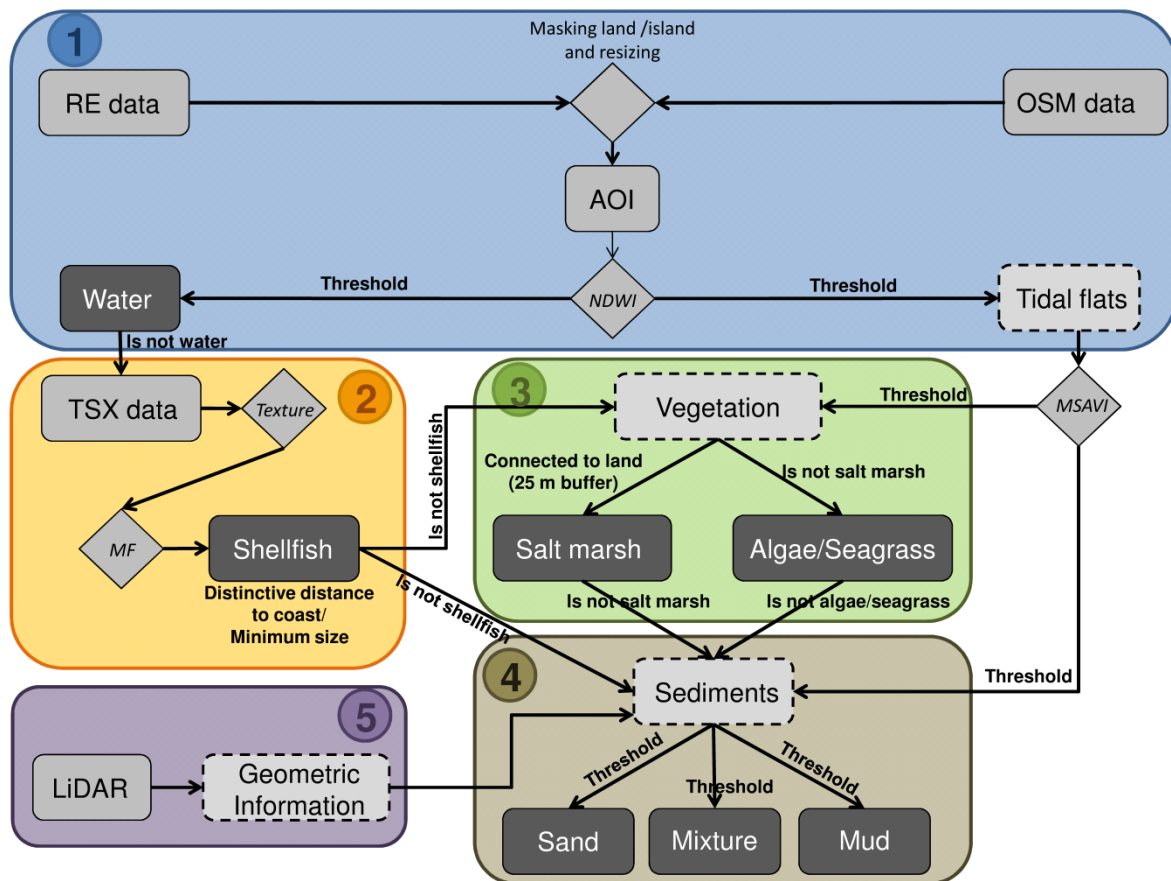 1
Masking land /island
and resizing
RE data
OSM data
AOI
Water
Threshold
NDWI
Threshold
Tidal flats
Is not water
2
TSX data
Texture
MF
Shellfish
Distinctive distance
to coast/
Minimum size
Is not shellfish
Is not shellfish
3
Vegetation
Threshold
MSAVI
Connected to land
(25 m buffer)
Is not salt marsh
Salt marsh
Algae/Seagrass
Is not salt marsh
Is not algae/seagrass
4
Sediments
Threshold
Threshold
Threshold
Threshold
Sand
Mixture
Mud
5
LiDAR
Geometric
Information